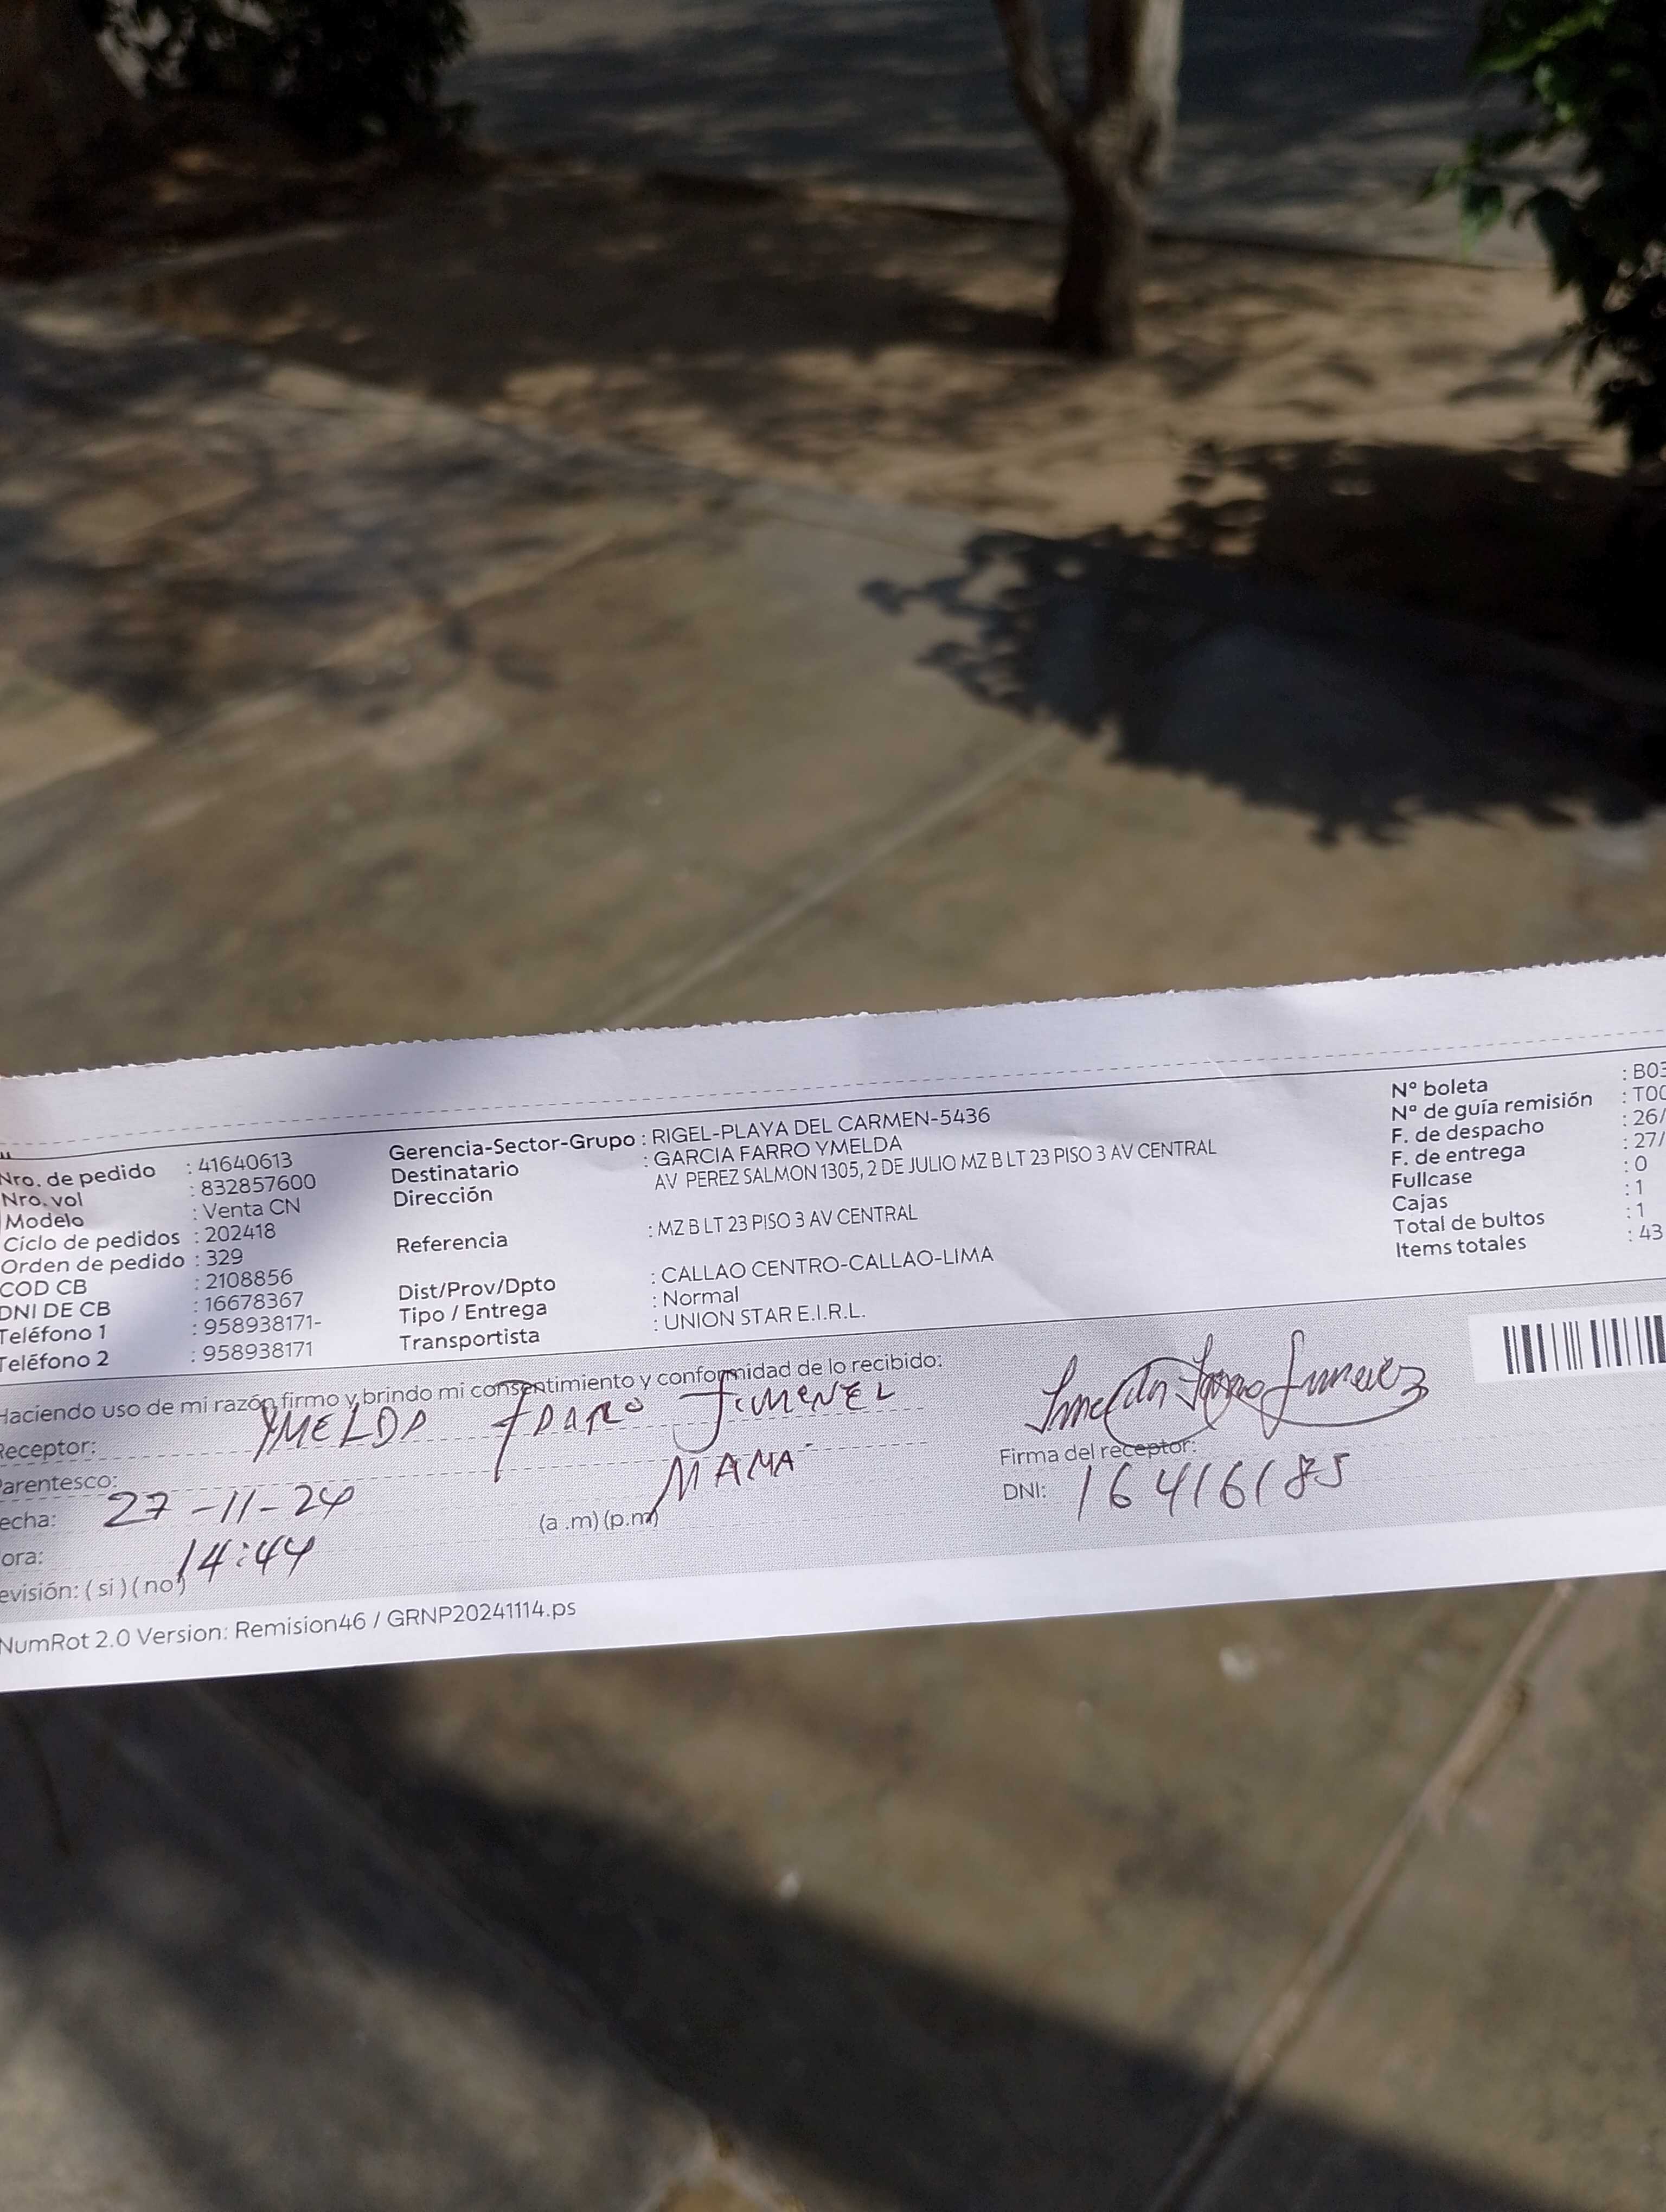 Nro. de pedido : 41640613
Nro. vol : 832857600
Modelo : Venta CN
Ciclo de pedidos : 202418
Orden de pedido : 329
COD CB : 2108856
DNI DE CB : 16678367
Teléfono 1 : 958938171-
Teléfono 2 : 958938171
Gerencia-Sector-Grupo : RIGEL-PLAYA DEL CARMEN-5436
Destinatario : GARCIA FARRO YMELDA
Dirección AV PEREZ SALMON 1305, 2 DE JULIO MZ B LT 23 PISO 3 AV CENTRAL
Referencia : MZ B LT 23 PISO 3 AV CENTRAL
Dist/Prov/Dpto : CALLAO CENTRO-CALLAO-LIMA
Tipo / Entrega : Normal
Transportista : UNION STAR E.I.R.L.
N° boleta : B03
N° de guía remisión : T00
F. de despacho : 26/
F. de entrega : 27/
Fullcase : 0
Cajas : 1
Total de bultos : 1
Items totales : 43
Haciendo uso de mi razón firmo y brindo mi consentimiento y conformidad de lo recibido:
Receptor: YMELDA
Parentesco: MAMA
echa: 27-11-24
ora: 14:44 (a.m) (p.m)
evisión: ( si ) ( no )
Firma del receptor:
DNI: 16416185
NumRot 2.0 Version: Remision46 / GRNP20241114.ps